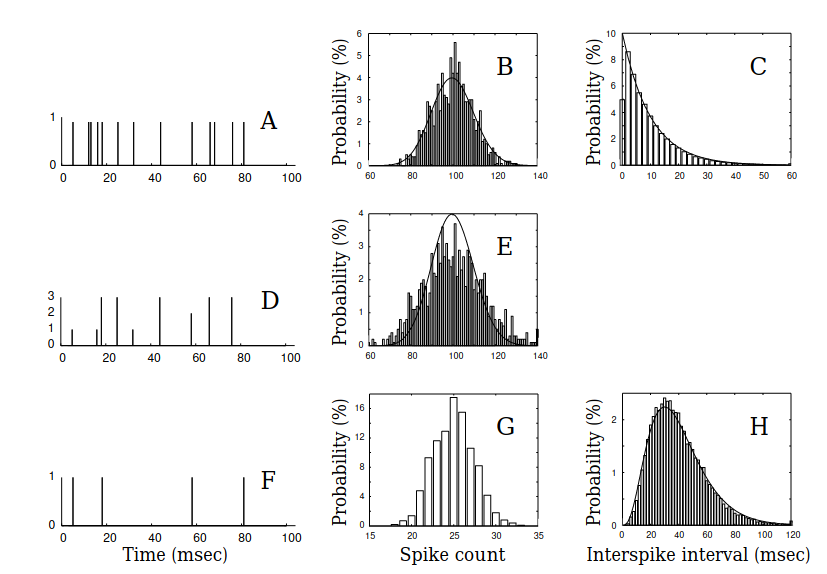 A
1
0
0 20 40 60 80 100
B
Probability (%)
6
5
4
3
2
1
0
60 80 100 120 140
C
Probability (%)
10
8
6
4
2
0
0 10 20 30 40 50 60
D
3
2
1
0
0 20 40 60 80 100
E
Probability (%)
4
3
2
1
0
60 80 100 120 140
F
1
0
0 20 40 60 80 100
Time (msec)
G
Probability (%)
16
12
8
4
0
15 20 25 30 35
Spike count
H
Probability (%)
2
1
0
0 20 40 60 80 100 120
Interspike interval (msec)